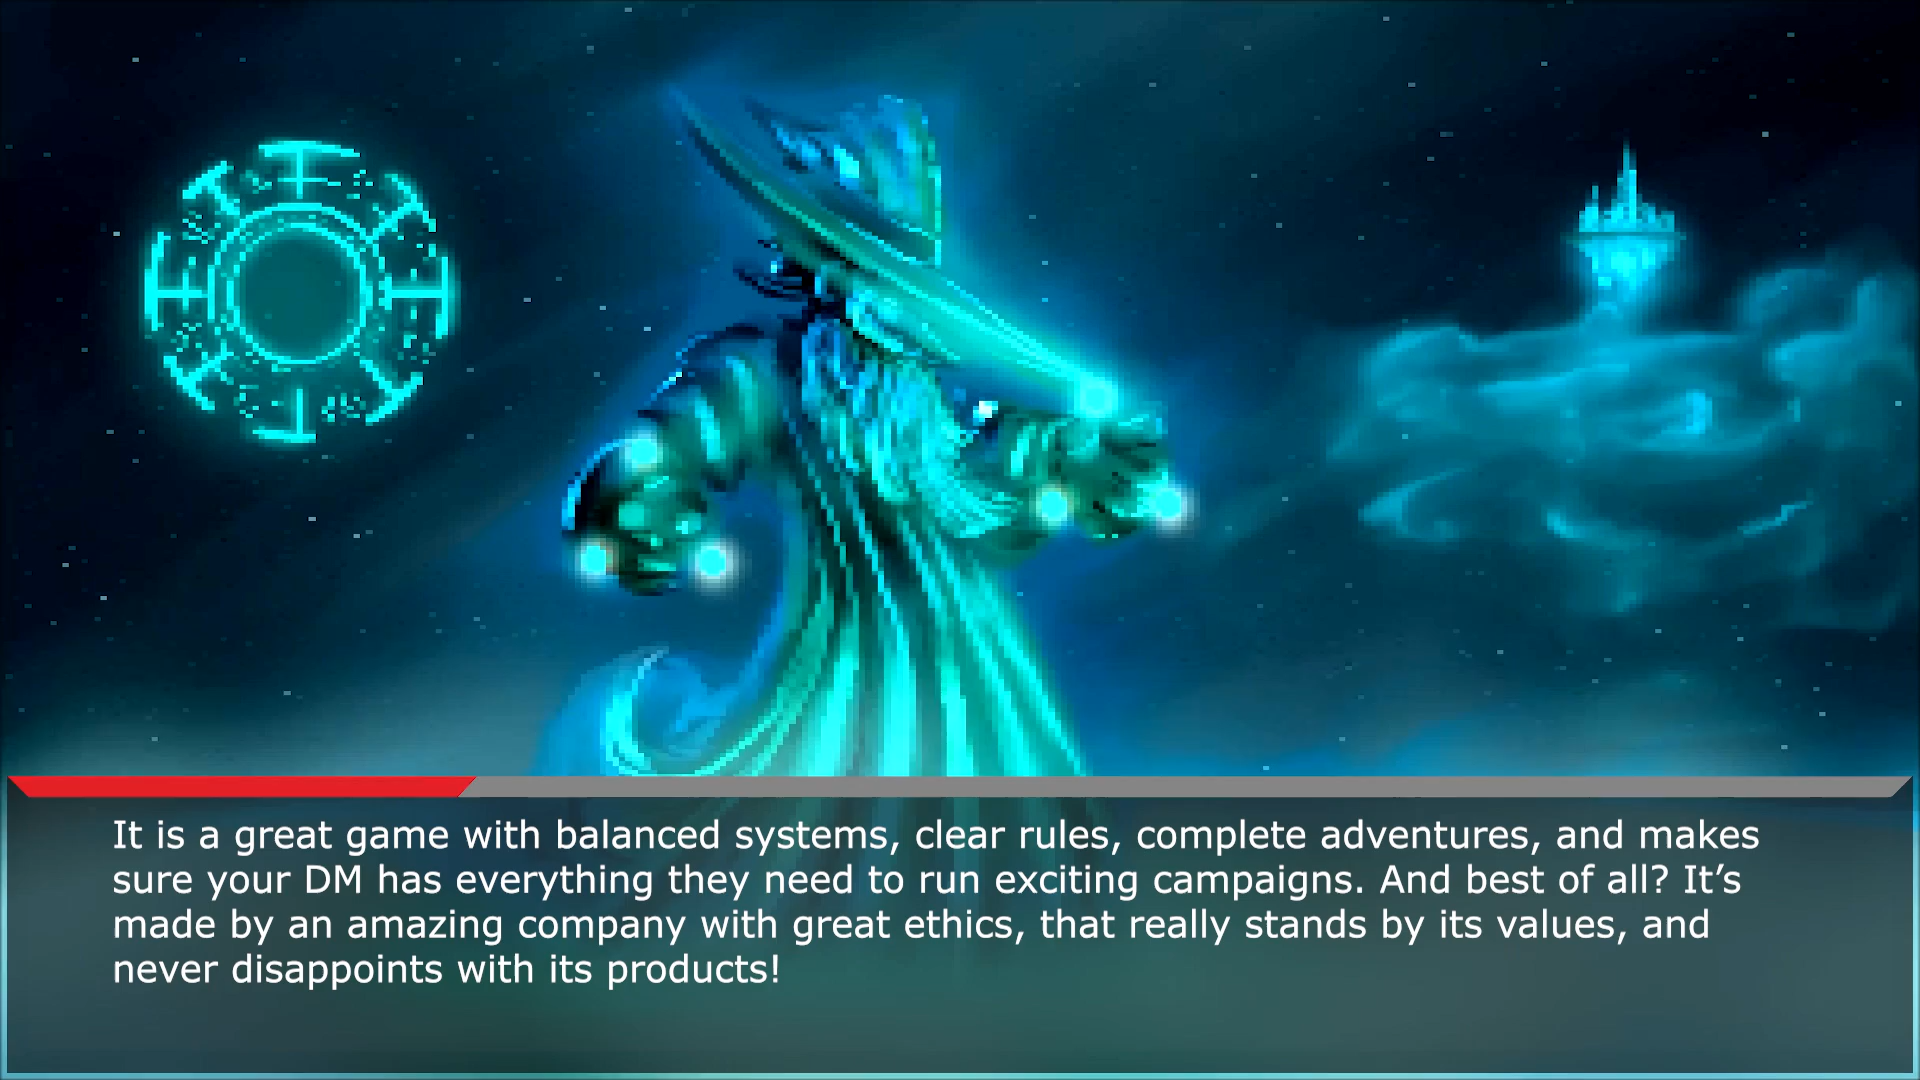 It is a great game with balanced systems, clear rules, complete adventures, and makes
sure your DM has everything they need to run exciting campaigns. And best of all? It’s
made by an amazing company with great ethics, that really stands by its values, and
never disappoints with its products!